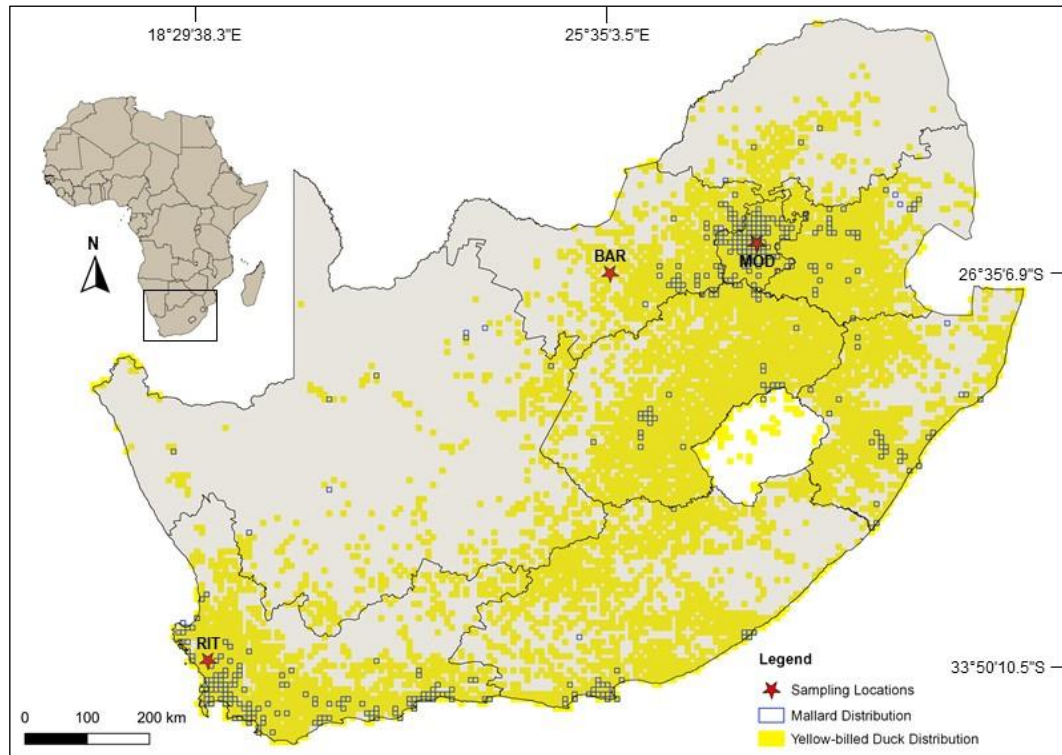 18°29'38.3"E
25°35'3.5"E
N
BAR
MOD
26°35'6.9"S
RIT
33°50'10.5"S
Legend
Sampling Locations
Mallard Distribution
Yellow-billed Duck Distribution
0 100 200 km